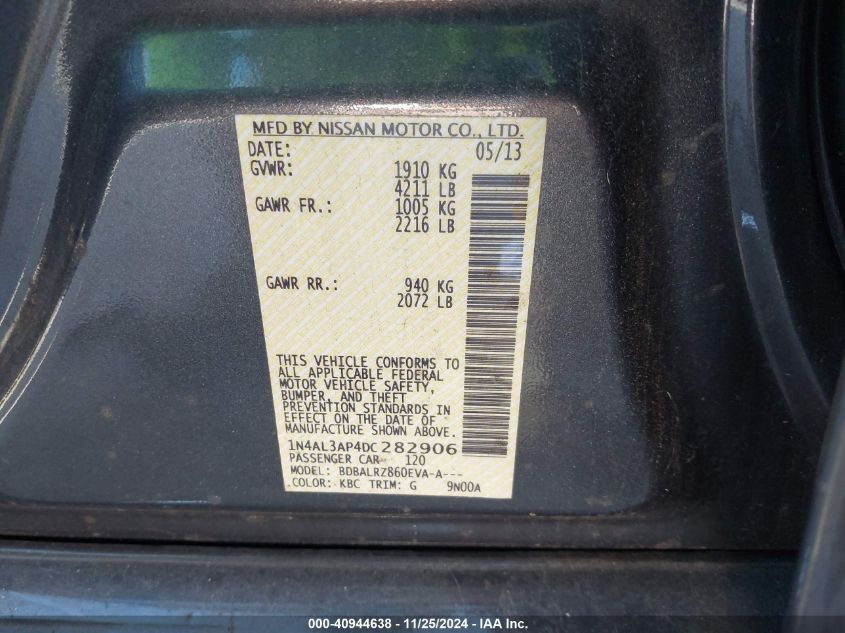 MFD BY NISSAN MOTOR CO., LTD.
DATE: 05/13
GVWR: 1910 KG
4211 LB
GAWR FR.: 1005 KG
2216 LB
GAWR RR.: 940 KG
2072 LB
THIS VEHICLE CONFORMS TO
ALL APPLICABLE FEDERAL
MOTOR VEHICLE SAFETY,
BUMPER, AND THEFT
PREVENTION STANDARDS IN
EFFECT ON THE DATE OF
MANUFACTURE SHOWN ABOVE.
1N4AL3AP4DC282906
PASSENGER CAR 120
MODEL: BDBALRZ860EVA-A---
COLOR: KBC TRIM: G 9N00A
000-40944638 - 11/25/2024 - IAA Inc.